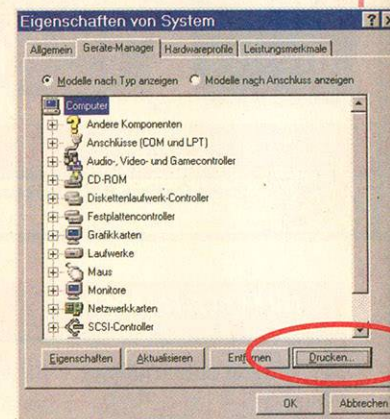 Eigenschaften von System
Allgemein Geräte-Manager Hardwareprofile Leistungsmerkmale
Modelle nach Typ anzeigen Modelle nach Anschluss anzeigen
Computer
Andere Komponenten
Anschlüsse (COM und LPT)
Audio-, Video- und Gamecontroller
CD-ROM
Diskettenlaufwerk-Controller
Festplattencontroller
Grafikkarten
Laufwerke
Maus
Monitore
Netzwerkkarten
SCSI-Controller
Eigenschaften Aktualisieren Entfernen Drucken...
OK Abbrechen